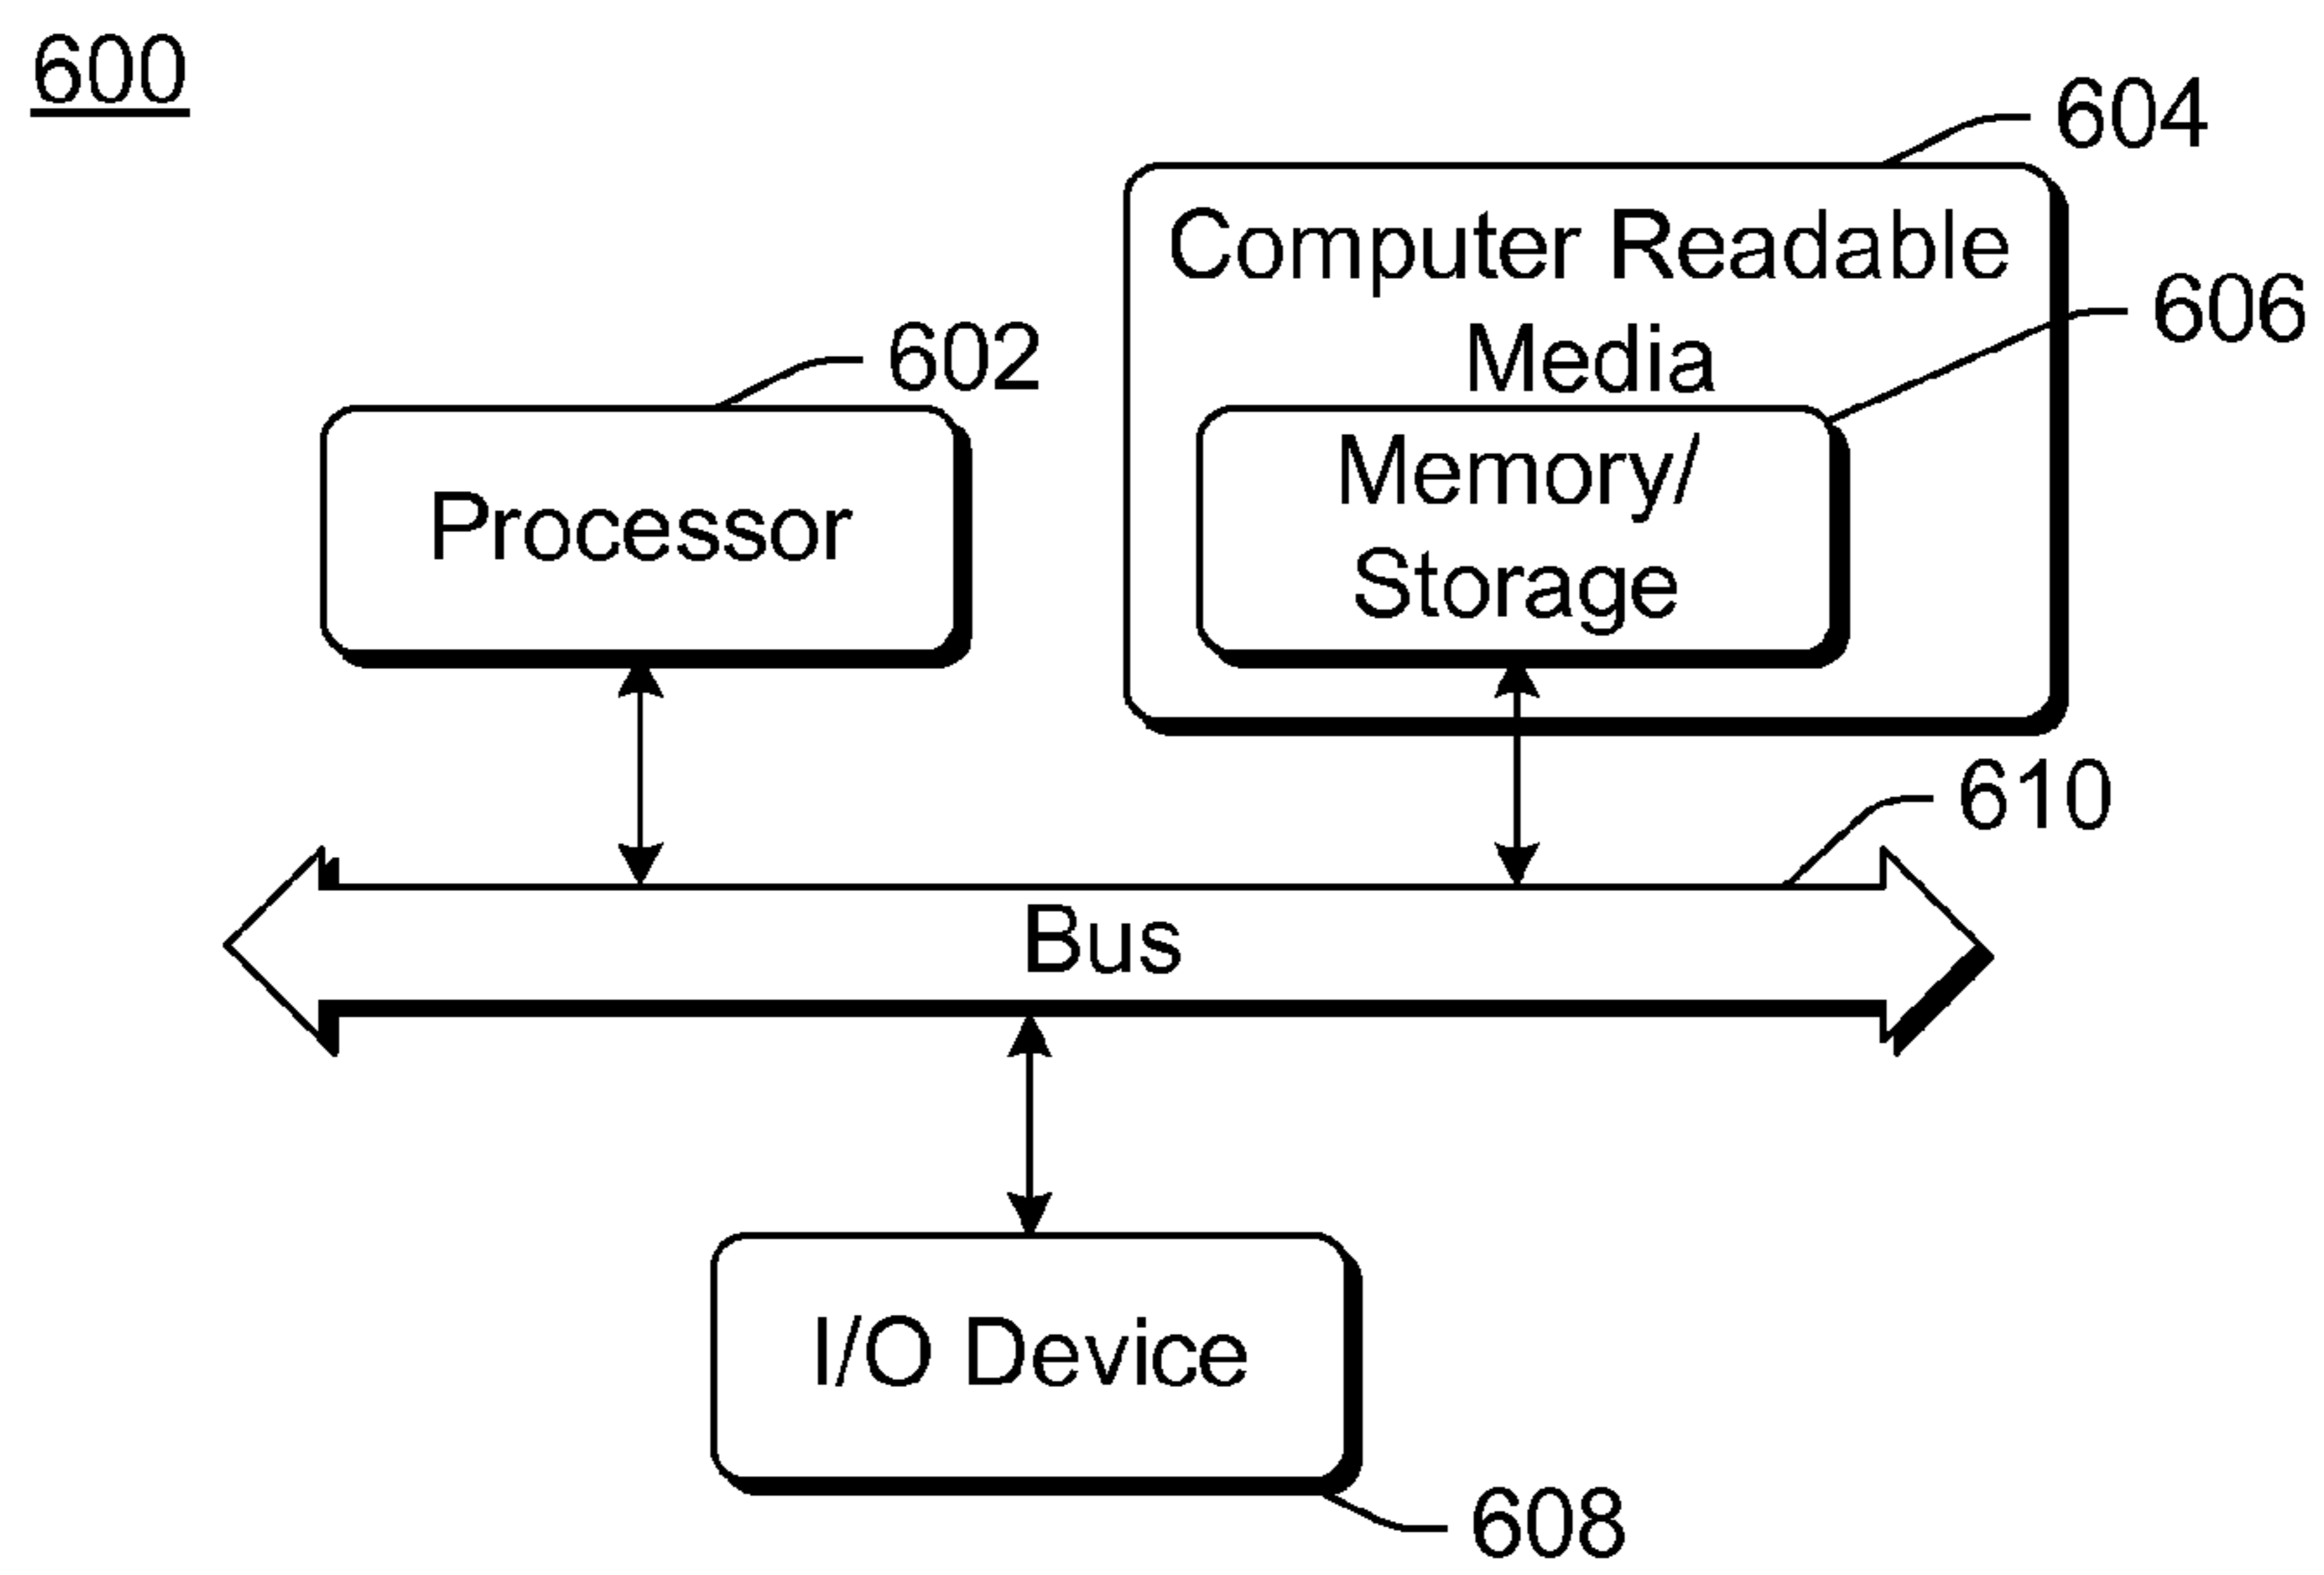 600
604
Computer Readable
Media
606
602
Memory/
Storage
Processor
610
Bus
I/O Device
608